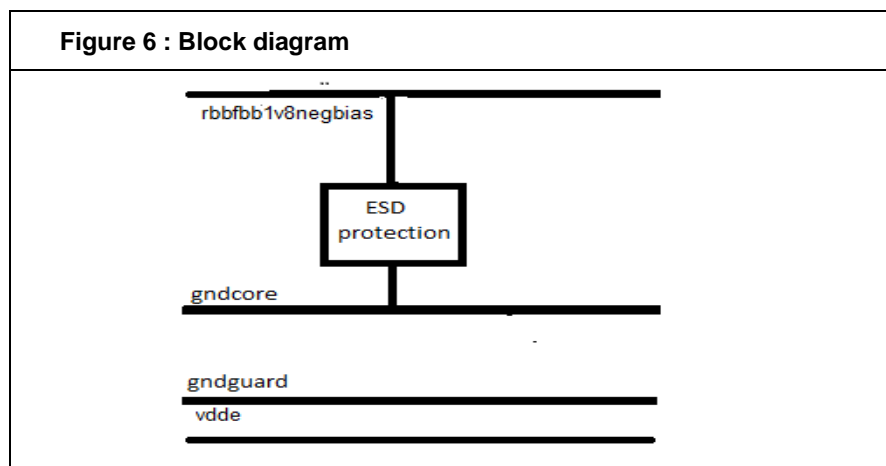 Figure 6 : Block diagram
rbbfbb1v8negbias
ESD
protection
gndcore
gndguard
vdde